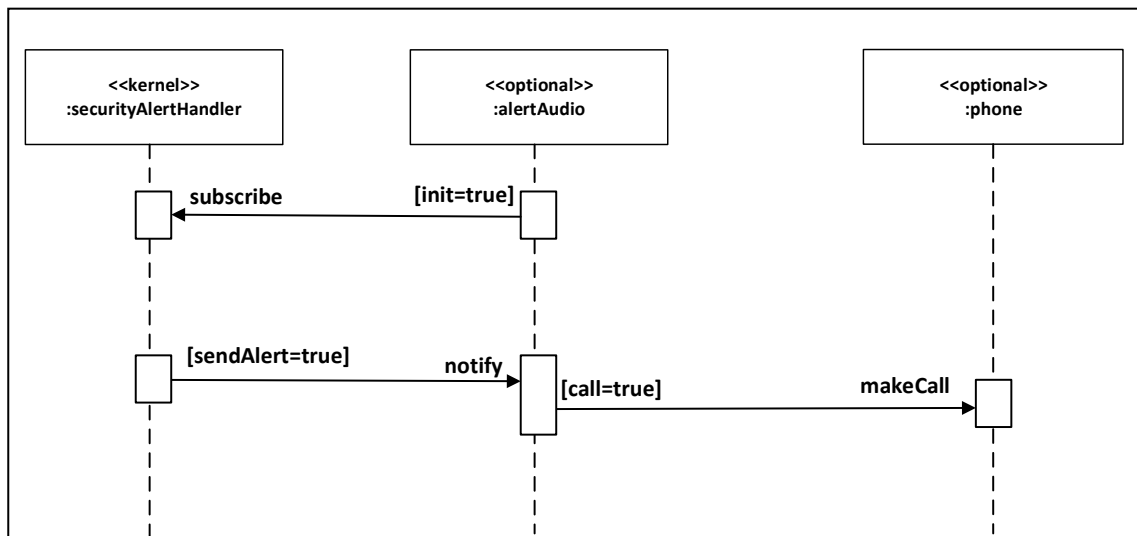 <<kernel>>
:securityAlertHandler
<<optional>>
:alertAudio
<<optional>>
:phone
subscribe
[init=true]
[sendAlert=true]
notify
[call=true]
makeCall